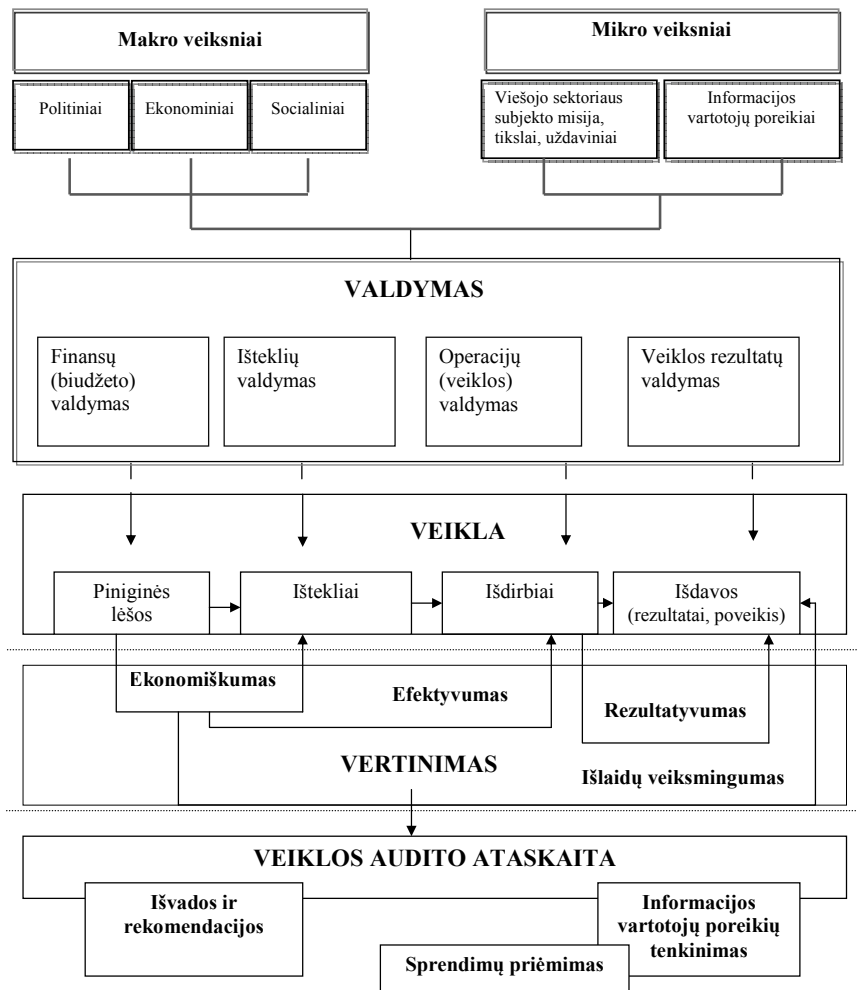 Makro veiksniai
Mikro veiksniai
Politiniai
Ekonominiai
Socialiniai
Viešojo sektoriaus
subjekto misija,
tikslai, uždaviniai
Informacijos
vartotojų poreikiai
VALDYMAS
Finansų
(biudžeto)
valdymas
Išteklių
valdymas
Operacijų
(veiklos)
valdymas
Veiklos rezultatų
valdymas
VEIKLA
Piniginės
lėšos
Ištekliai
Išdirbiai
Išdavos
(rezultatai, poveikis)
Ekonomiškumas
Efektyvumas
Rezultatyvumas
VERTINIMAS
Išlaidų veiksmingumas
VEIKLOS AUDITO ATASKAITA
Išvados ir
rekomendacijos
Informacijos
vartotojų poreikių
tenkinimas
Sprendimų priėmimas